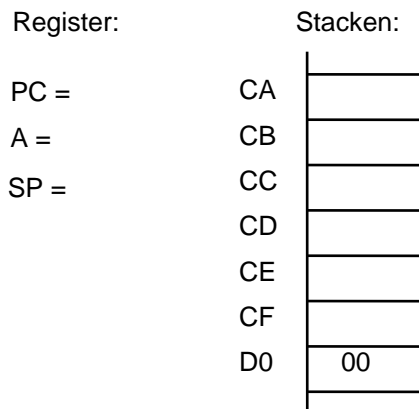 Register: Stacken:
PC = CA
A = CB
SP = CC
CD
CE
CF
D0 00